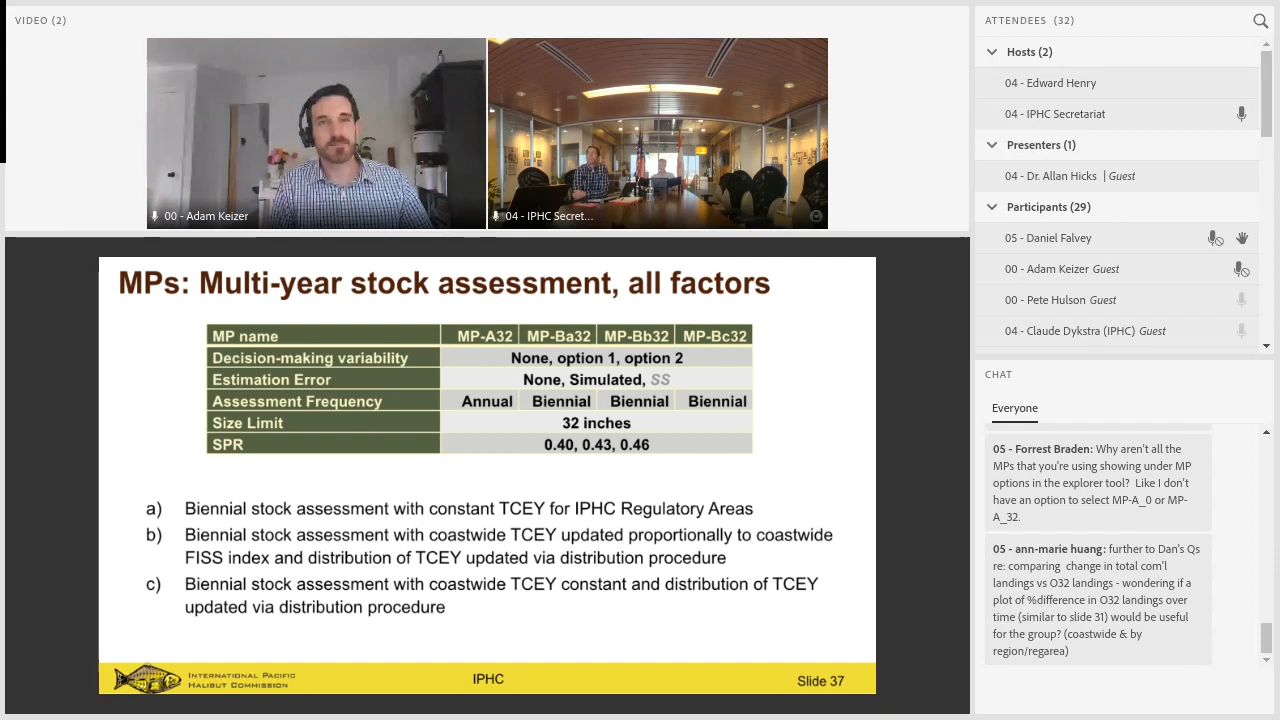 VIDEO (2)
00 - Adam Keizer
04 - IPHC Secret...
MPs: Multi-year stock assessment, all factors
MP name MP-A32 MP-Ba32 MP-Bb32 MP-Bc32
Decision-making variability None, option 1, option 2
Estimation Error None, Simulated, SS
Assessment Frequency Annual Biennial Biennial Biennial
Size Limit 32 inches
SPR 0.40, 0.43, 0.46
a) Biennial stock assessment with constant TCEY for IPHC Regulatory Areas
b) Biennial stock assessment with coastwide TCEY updated proportionally to coastwide
FISS index and distribution of TCEY updated via distribution procedure
c) Biennial stock assessment with coastwide TCEY constant and distribution of TCEY
updated via distribution procedure
INTERNATIONAL PACIFIC
HALIBUT COMMISSION
IPHC
Slide 37
ATTENDEES (32)
Hosts (2)
04 - Edward Henry
04 - IPHC Secretariat
Presenters (1)
04 - Dr. Allan Hicks | Guest
Participants (29)
05 - Daniel Falvey
00 - Adam Keizer Guest
00 - Pete Hulson Guest
04 - Claude Dykstra (IPHC) Guest
CHAT
Everyone
05 - Forrest Braden: Why aren't all the
MPs that you're using showing under MP
options in the explorer tool? Like I don't
have an option to select MP-A_0 or MP-
A_32.
05 - ann-marie huang: further to Dan's Qs
re: comparing change in total com'l
landings vs O32 landings - wondering if a
plot of %difference in O32 landings over
time (similar to slide 31) would be useful
for the group? (coastwide & by
region/regarea)